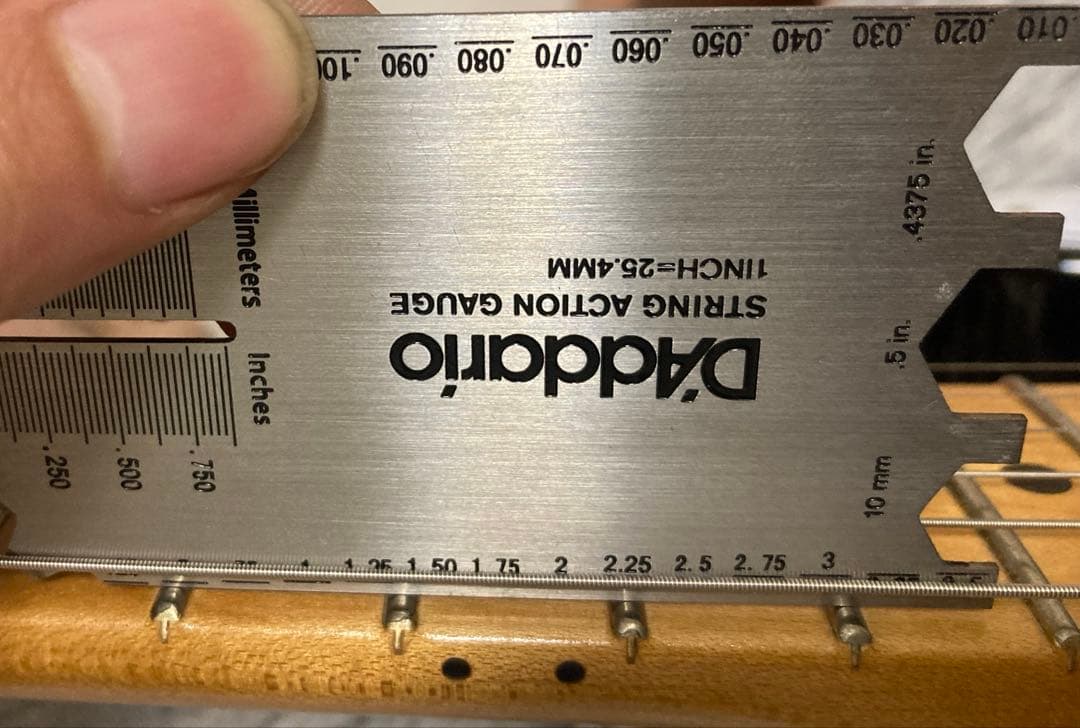 .010 .020 .030 .040 .050 .060 .070 .080 .090 .10
.4375 in.
.5 in.
10 mm
D'Addario
STRING ACTION GAUGE
1INCH=25.4MM
Millimeters
Inches
.250 .500 .750
1.50 1.75 2 2.25 2.5 2.75 3